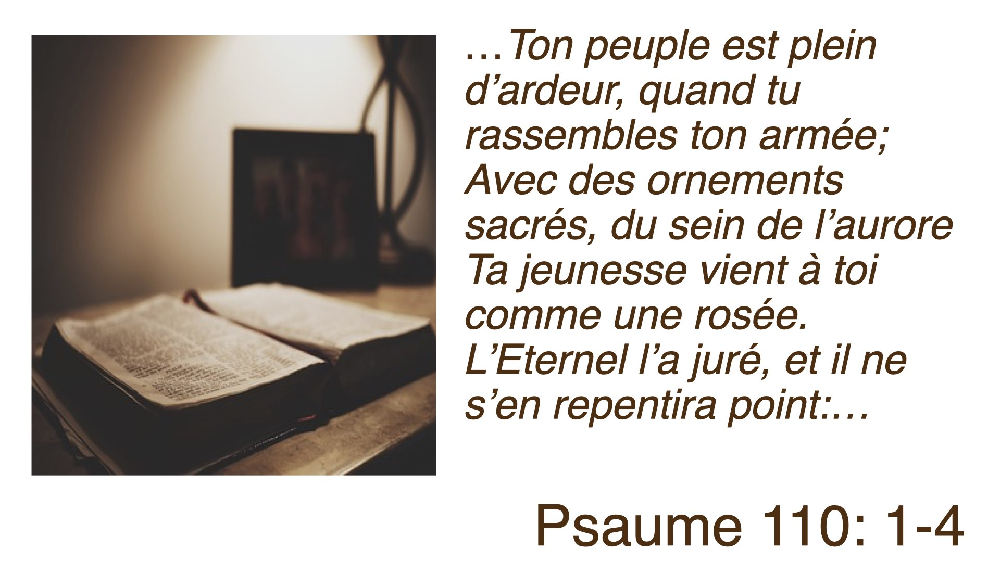 …Ton peuple est plein
d’ardeur, quand tu
rassembles ton armée;
Avec des ornements
sacrés, du sein de l’aurore
Ta jeunesse vient à toi
comme une rosée.
L’Eternel l’a juré, et il ne
s’en repentira point:…
Psaume 110: 1-4